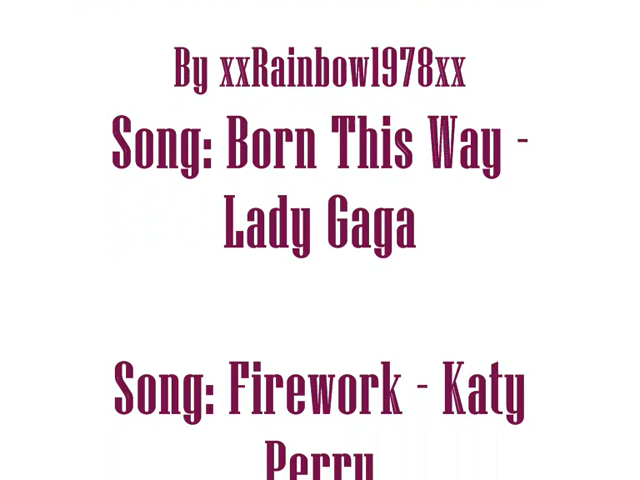 By xxRainbow1978xx
Song: Born This Way -
Lady Gaga
Song: Firework - Katy
Perry